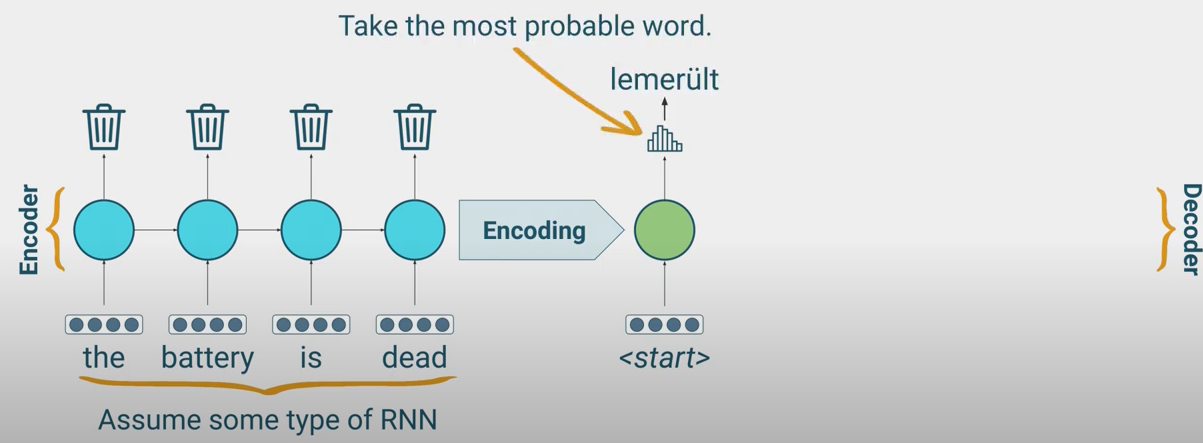 Take the most probable word.
lemerült
Encoder
Encoding
Decoder
the battery is dead <start>
Assume some type of RNN